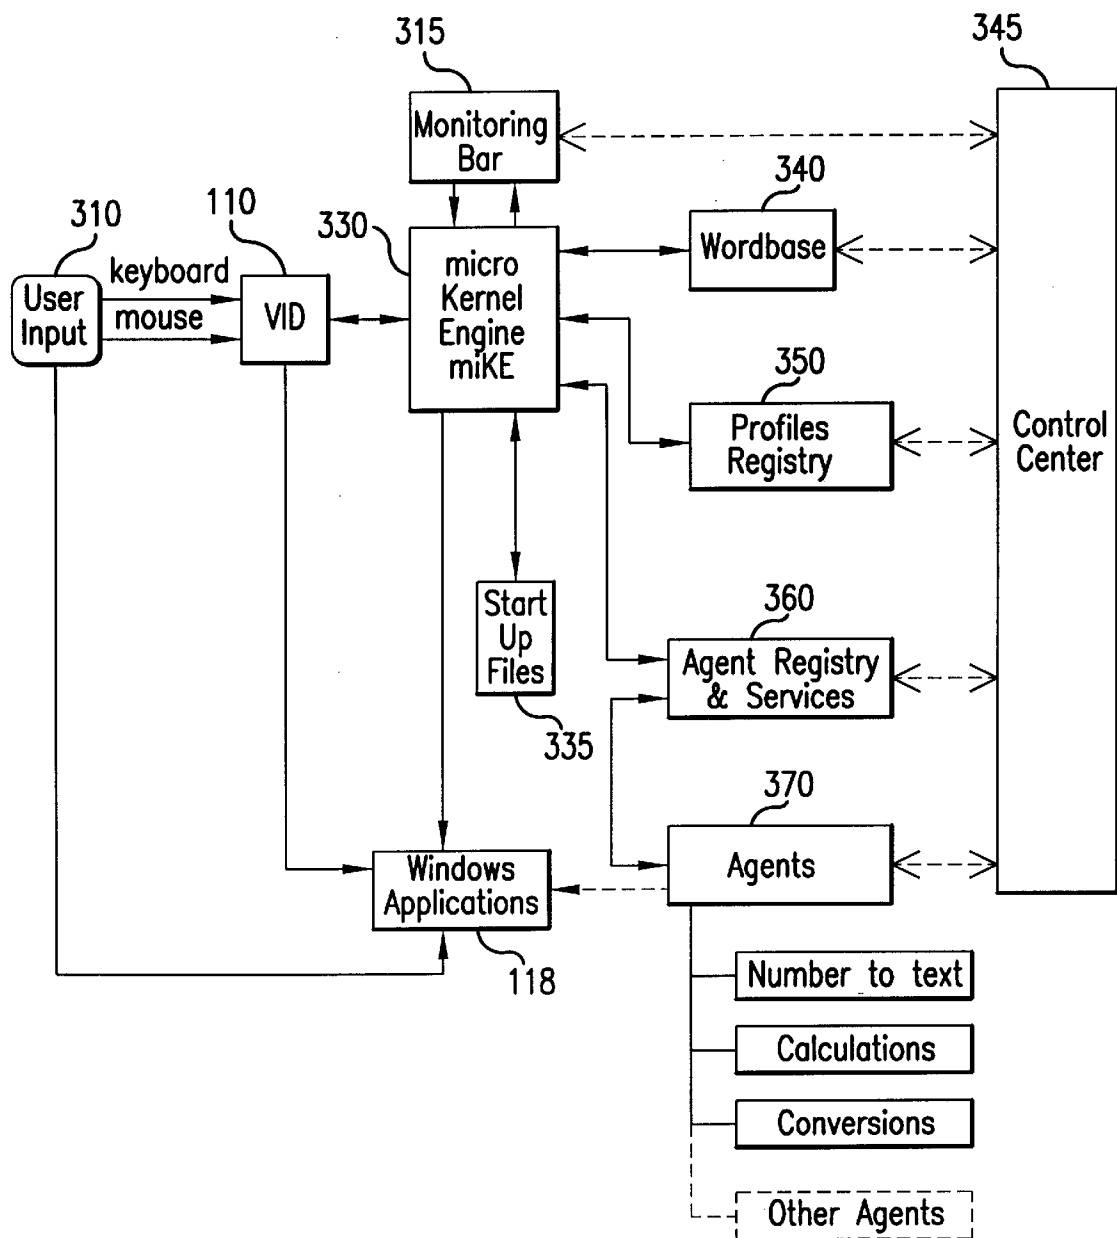 315
345
Monitoring
Bar
340
310
110
330
Wordbase
keyboard
mouse
User
Input
VID
micro
Kernel
Engine
miKE
350
Profiles
Registry
Control
Center
Start
Up
Files
335
360
Agent Registry
& Services
370
Agents
Windows
Applications
118
Number to text
Calculations
Conversions
Other Agents